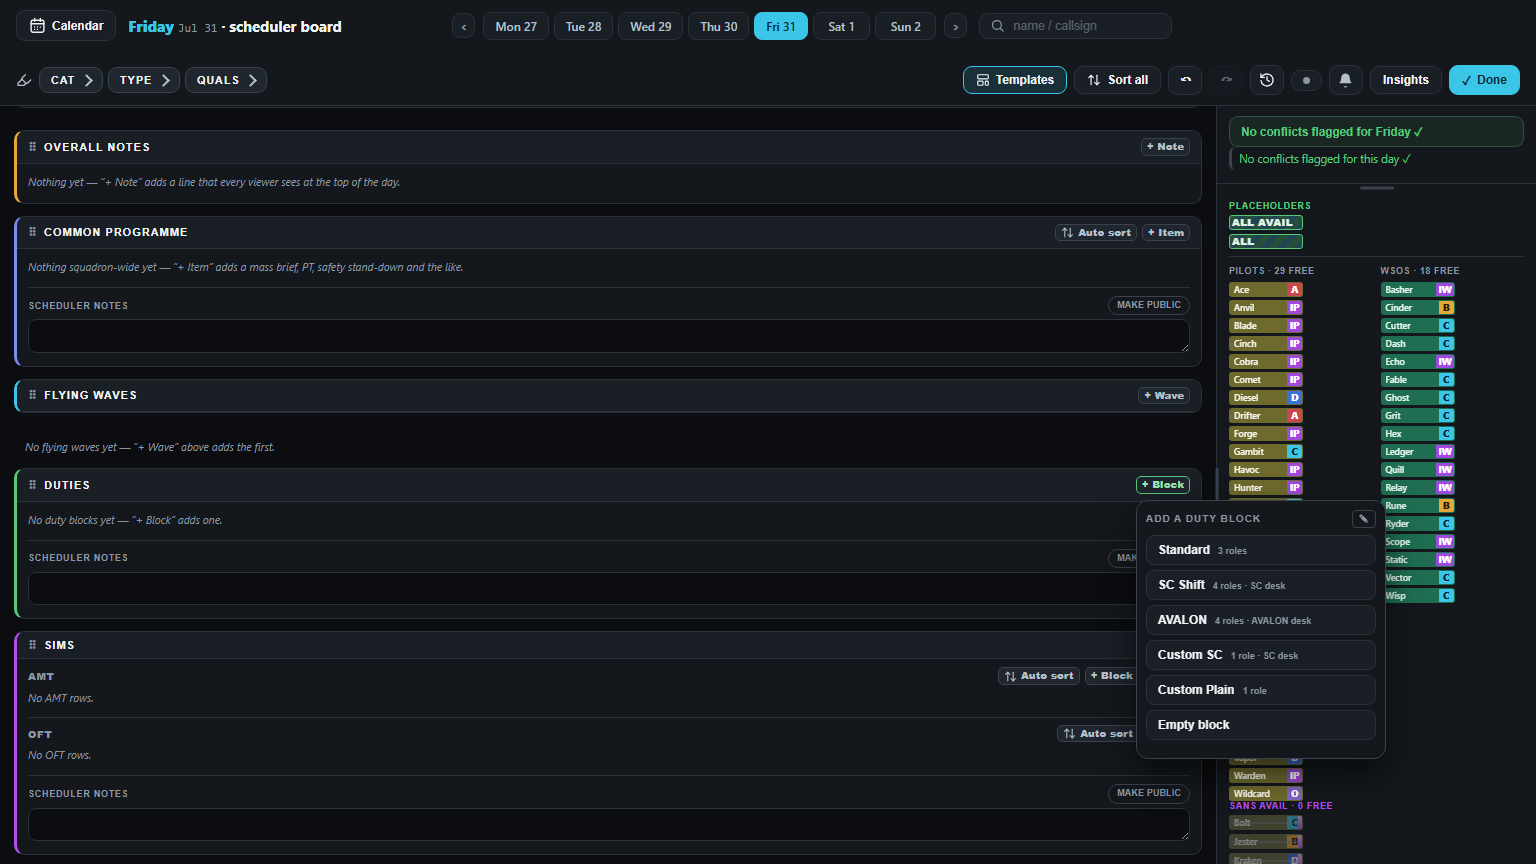 Calendar
Friday Jul 31 · scheduler board
‹ Mon 27 Tue 28 Wed 29 Thu 30 Fri 31 Sat 1 Sun 2 ›
name / callsign
CAT TYPE QUALS
Templates Sort all Insights ✓ Done
OVERALL NOTES
+ Note
Nothing yet — "+ Note" adds a line that every viewer sees at the top of the day.
COMMON PROGRAMME
Auto sort + Item
Nothing squadron-wide yet — "+ Item" adds a mass brief, PT, safety stand-down and the like.
SCHEDULER NOTES
MAKE PUBLIC
FLYING WAVES
+ Wave
No flying waves yet — "+ Wave" above adds the first.
DUTIES
+ Block
No duty blocks yet — "+ Block" adds one.
SCHEDULER NOTES
SIMS
AMT
Auto sort + Block
No AMT rows.
OFT
Auto sort
No OFT rows.
SCHEDULER NOTES
MAKE PUBLIC
ADD A DUTY BLOCK
Standard 3 roles
SC Shift 4 roles · SC desk
AVALON 4 roles · AVALON desk
Custom SC 1 role · SC desk
Custom Plain 1 role
Empty block
No conflicts flagged for Friday ✓
No conflicts flagged for this day ✓
PLACEHOLDERS
ALL AVAIL
ALL
PILOTS · 29 FREE
Ace A
Anvil IP
Blade IP
Cinch IP
Cobra IP
Comet IP
Diesel D
Drifter A
Forge IP
Gambit C
Havoc IP
Hunter IP
Warden IP
Wildcard O
SANS AVAIL · 0 FREE
Bolt C
Jester B
Kraken D
WSOS · 18 FREE
Basher IW
Cinder B
Cutter C
Dash C
Echo IW
Fable C
Ghost C
Grit C
Hex C
Ledger IW
Quill IW
Relay IW
Rune B
Ryder C
Scope IW
Static IW
Vector C
Wisp C